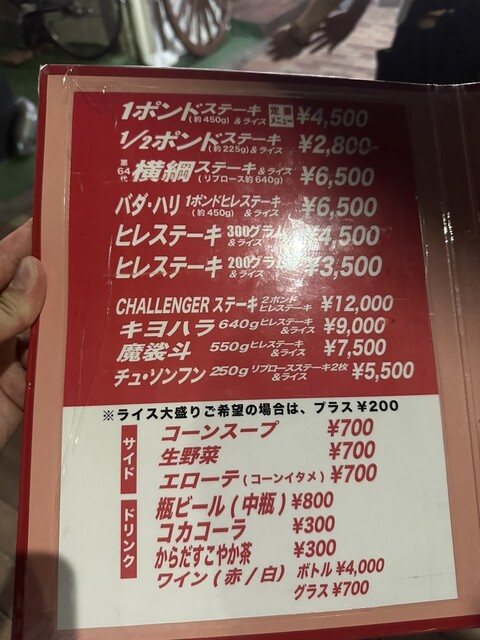 1ポンドステーキ(約450g)&ライス 定番メニュー ¥4,500
1/2ポンドステーキ(約225g)&ライス ¥2,800-
第64代 横綱ステーキ&ライス(リブロース約640g) ¥6,500
バダ・ハリ 1ポンドヒレステーキ(約450g)&ライス ¥6,500
ヒレステーキ 300グラム&ライス ¥4,500
ヒレステーキ 200グラム&ライス ¥3,500
CHALLENGER ステーキ 2ポンドヒレステーキ ¥12,000
キヨハラ 640gヒレステーキ&ライス ¥9,000
魔裟斗 550gヒレステーキ&ライス ¥7,500
チュ・ソンフン 250gリブロースステーキ2枚&ライス ¥5,500
※ライス大盛りご希望の場合は、プラス¥200
サイド
コーンスープ ¥700
生野菜 ¥700
エローテ(コーンイタメ) ¥700
ドリンク
瓶ビール(中瓶) ¥800
コカコーラ ¥300
からだすこやか茶 ¥300
ワイン(赤/白) ボトル¥4,000
グラス¥700